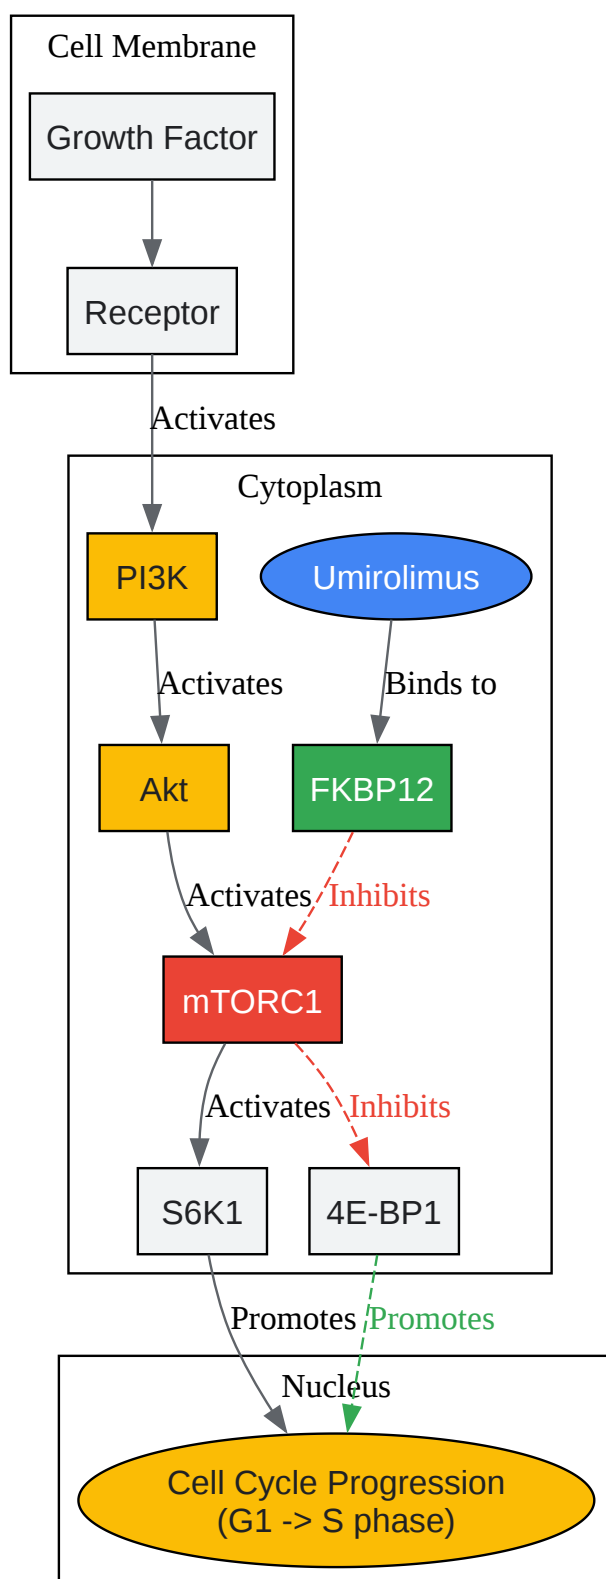 Cell Membrane
Growth Factor
Receptor
Activates
Cytoplasm
PI3K
Umirolimus
Activates
Binds to
Akt
FKBP12
Activates
Inhibits
mTORC1
Activates
Inhibits
S6K1
4E-BP1
Promotes
Promotes
Nucleus
Cell Cycle Progression
(G1 -> S phase)